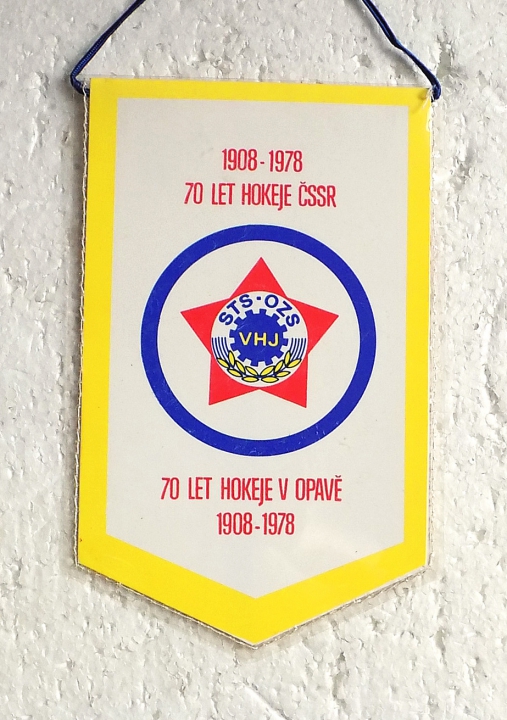 1908-1978
70 LET HOKEJE ČSSR
STS·OZS
VHJ
70 LET HOKEJE V OPAVĚ
1908-1978